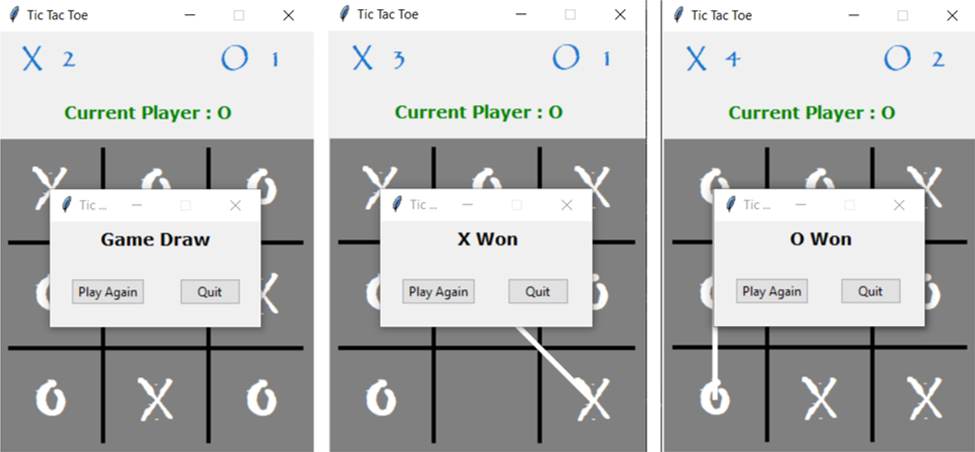 Tic Tac Toe
X 2 O 1
Current Player : O
X O O
Tic ...
Game Draw
Play Again Quit
O X
O X O
Tic Tac Toe
X 3 O 1
Current Player : O
X O X
Tic ...
X Won
Play Again Quit
O
O X
Tic Tac Toe
X 4 O 2
Current Player : O
O X
Tic ...
O Won
Play Again Quit
O
O X X